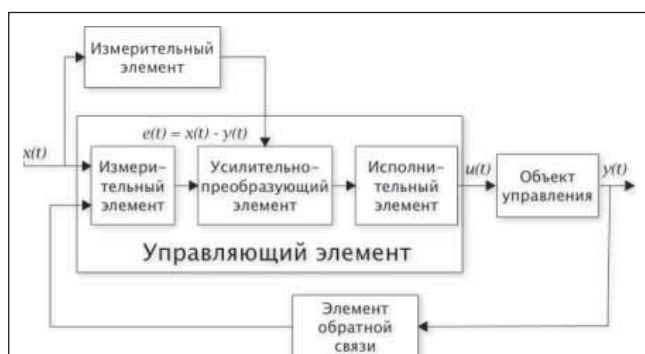 Измерительный
элемент
e(t) = x(t) - y(t)
x(t)
Измери-
тельный
элемент
Усилительно-
преобразующий
элемент
Исполни-
тельный
элемент
u(t)
Объект
управления
y(t)
Управляющий элемент
Элемент
обратной
связи